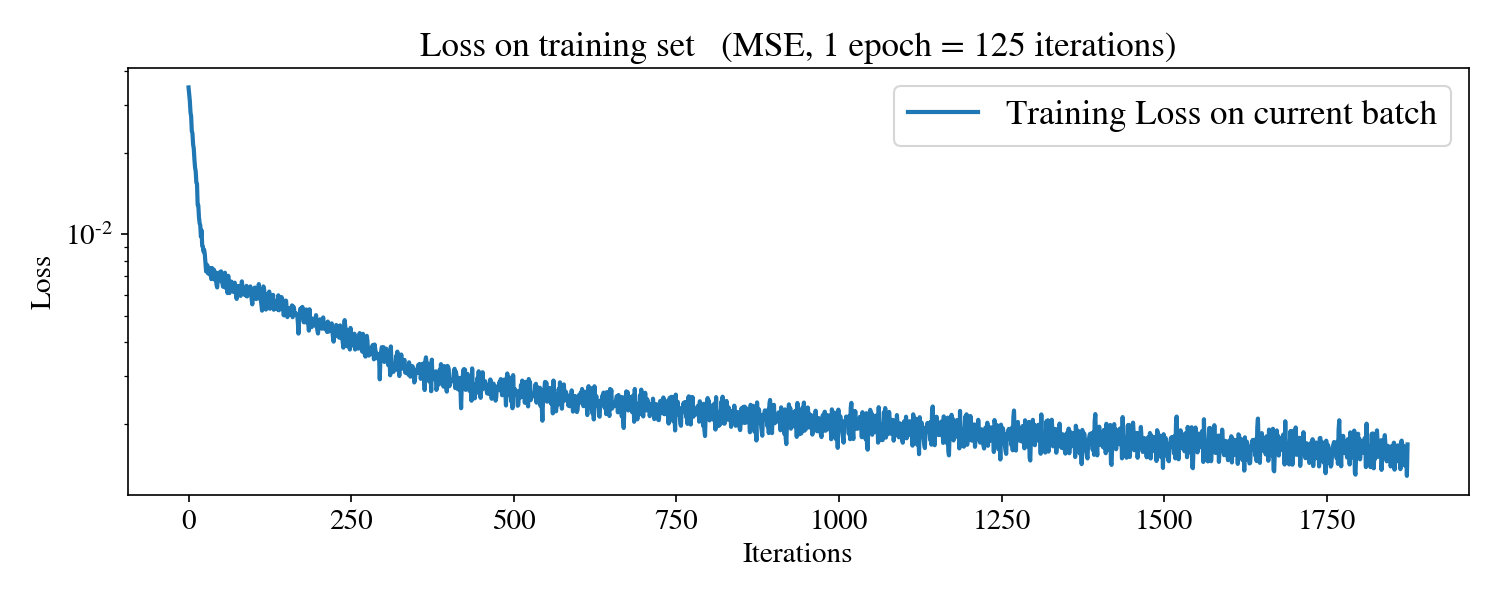 Loss on training set (MSE, 1 epoch = 125 iterations)
Training Loss on current batch
10⁻²
Loss
0 250 500 750 1000 1250 1500 1750
Iterations